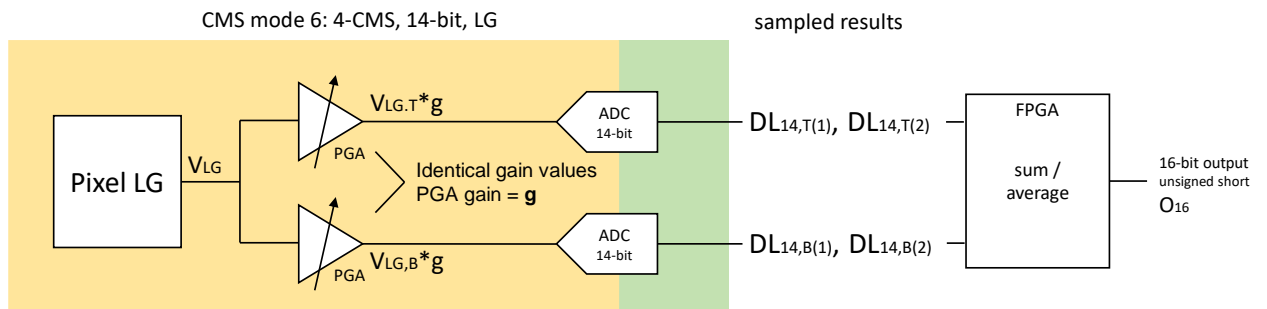 CMS mode 6: 4-CMS, 14-bit, LG
sampled results
Pixel LG
VLG
VLG.T*g
PGA
ADC
14-bit
DL14,T(1), DL14,T(2)
Identical gain values
PGA gain = g
VLG,B*g
PGA
ADC
14-bit
DL14,B(1), DL14,B(2)
FPGA
sum /
average
16-bit output
unsigned short
O16